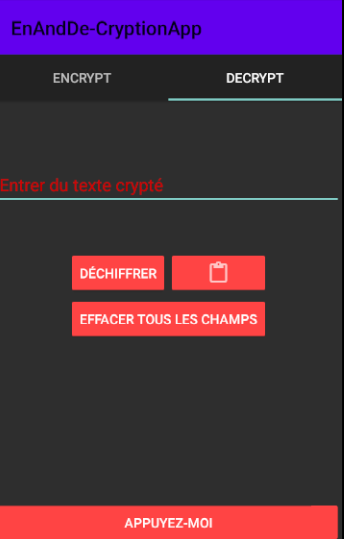 EnAndDe-CryptionApp
ENCRYPT DECRYPT
Entrer du texte crypté
DÉCHIFFRER
EFFACER TOUS LES CHAMPS
APPUYEZ-MOI